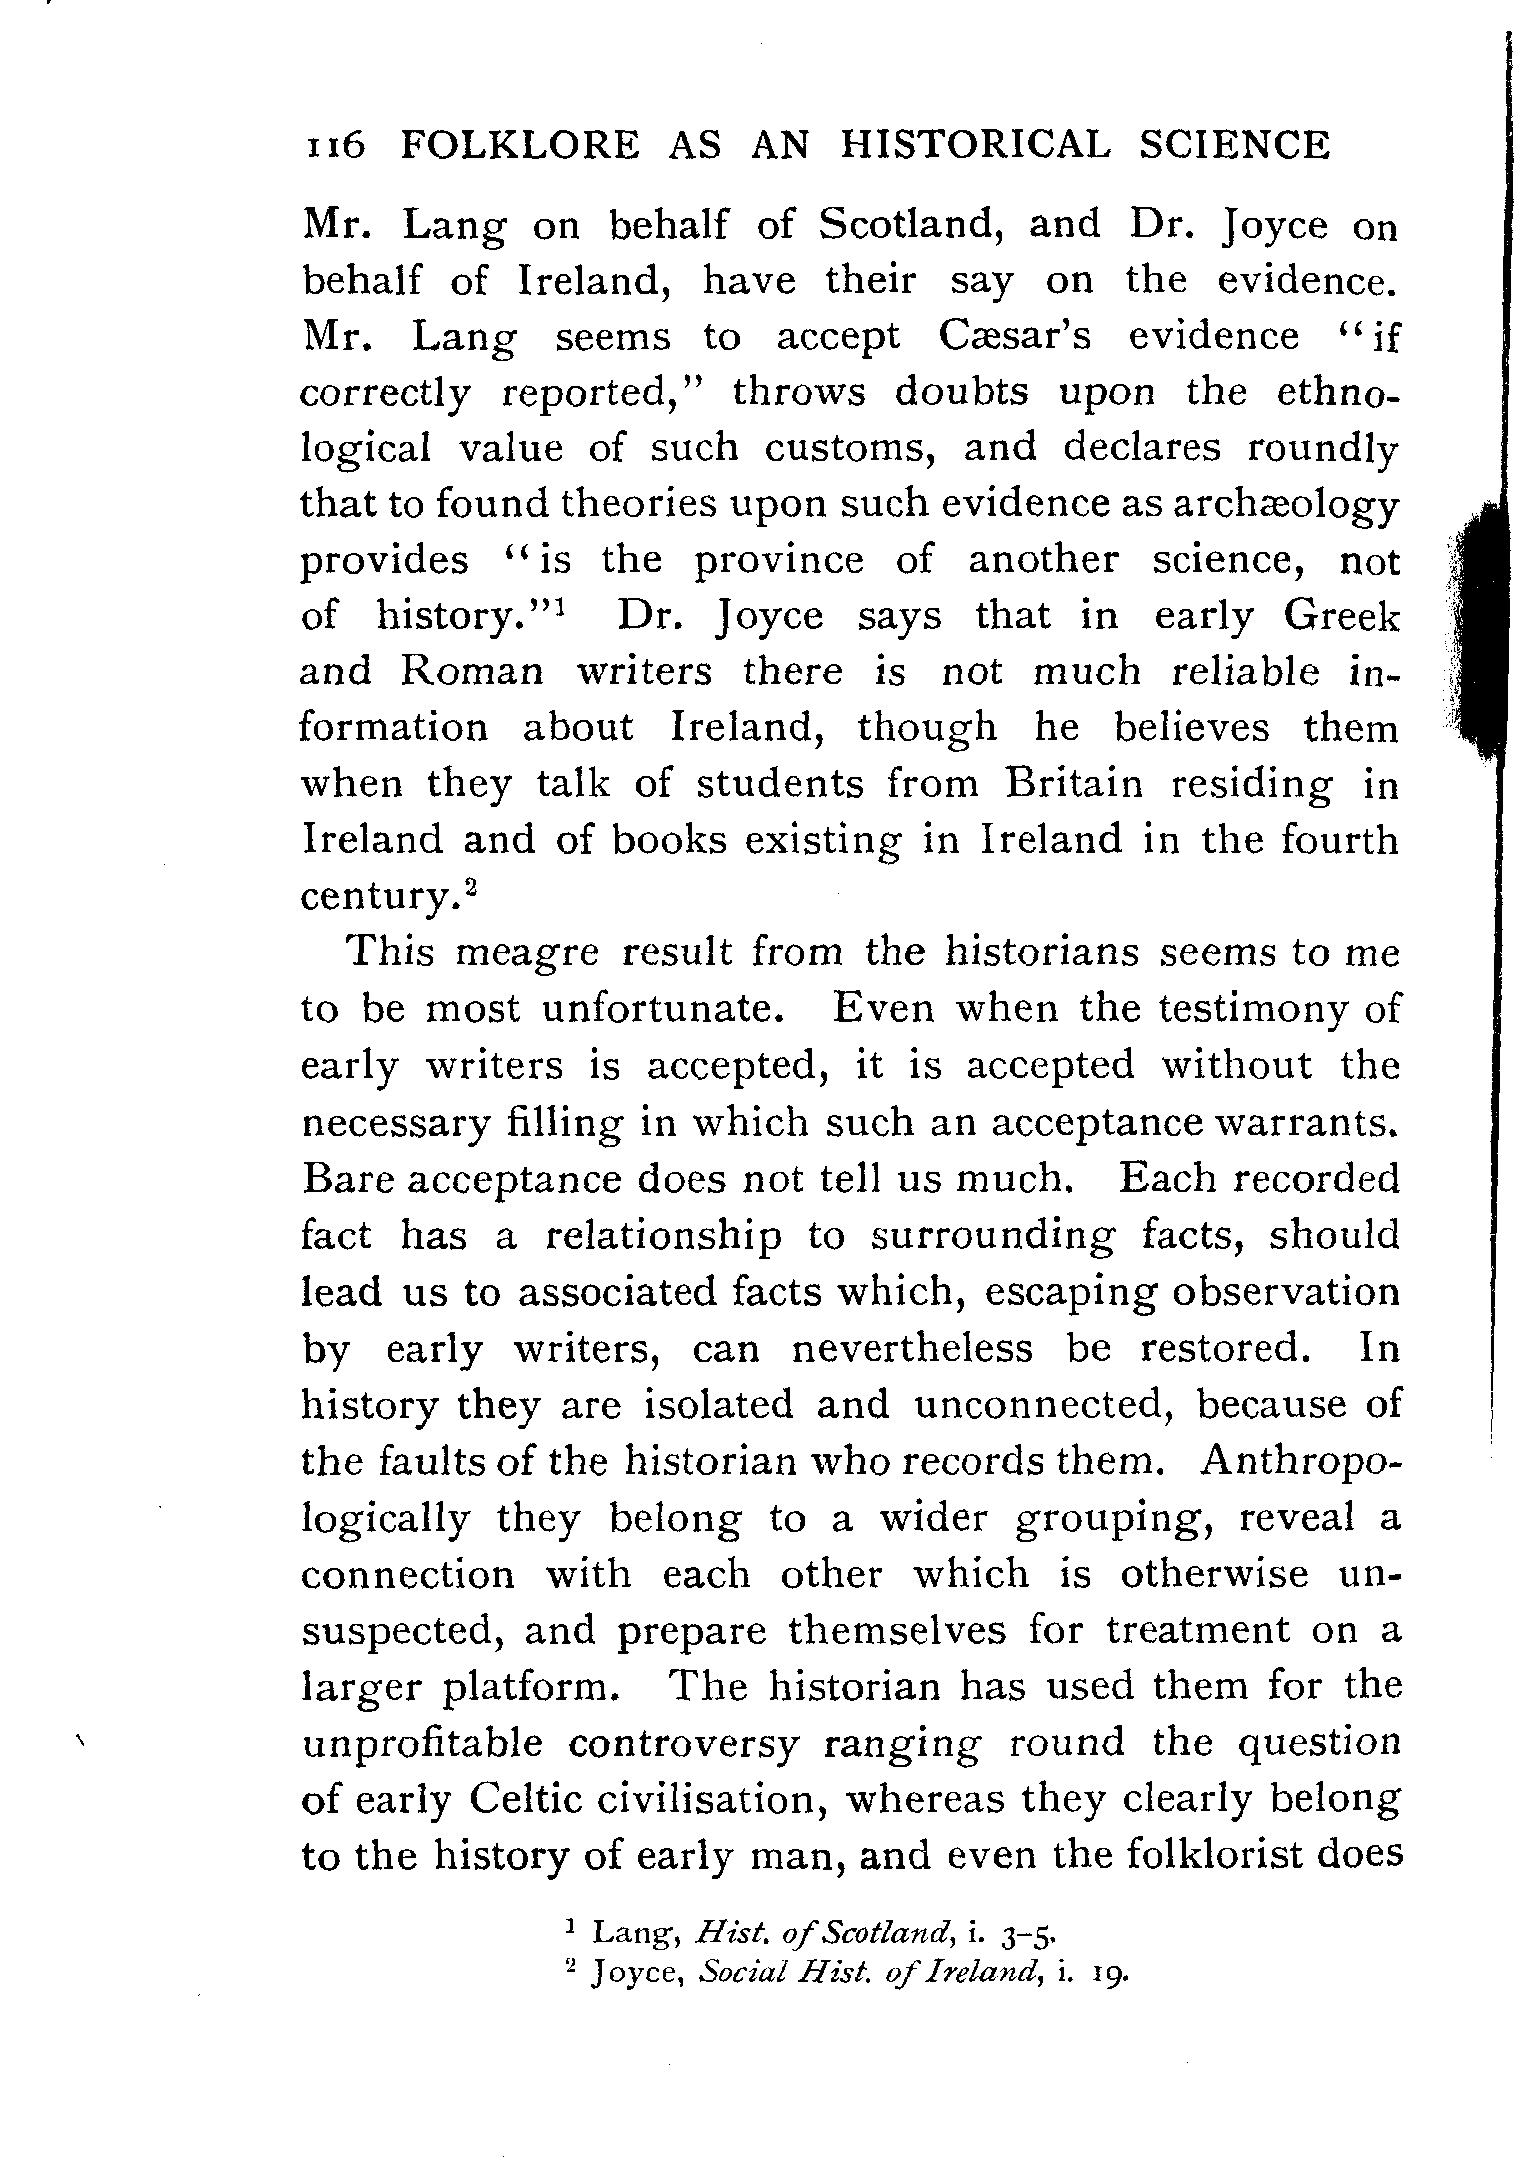 116 FOLKLORE AS AN HISTORICAL SCIENCE
Mr. Lang on behalf of Scotland, and Dr. Joyce on
behalf of Ireland, have their say on the evidence.
Mr. Lang seems to accept Cæsar's evidence "if
correctly reported," throws doubts upon the ethno-
logical value of such customs, and declares roundly
that to found theories upon such evidence as archæology
provides "is the province of another science, not
of history."¹ Dr. Joyce says that in early Greek
and Roman writers there is not much reliable in-
formation about Ireland, though he believes them
when they talk of students from Britain residing in
Ireland and of books existing in Ireland in the fourth
century.²
This meagre result from the historians seems to me
to be most unfortunate. Even when the testimony of
early writers is accepted, it is accepted without the
necessary filling in which such an acceptance warrants.
Bare acceptance does not tell us much. Each recorded
fact has a relationship to surrounding facts, should
lead us to associated facts which, escaping observation
by early writers, can nevertheless be restored. In
history they are isolated and unconnected, because of
the faults of the historian who records them. Anthropo-
logically they belong to a wider grouping, reveal a
connection with each other which is otherwise un-
suspected, and prepare themselves for treatment on a
larger platform. The historian has used them for the
unprofitable controversy ranging round the question
of early Celtic civilisation, whereas they clearly belong
to the history of early man, and even the folklorist does
¹ Lang, Hist. of Scotland, i. 3–5.
² Joyce, Social Hist. of Ireland, i. 19.